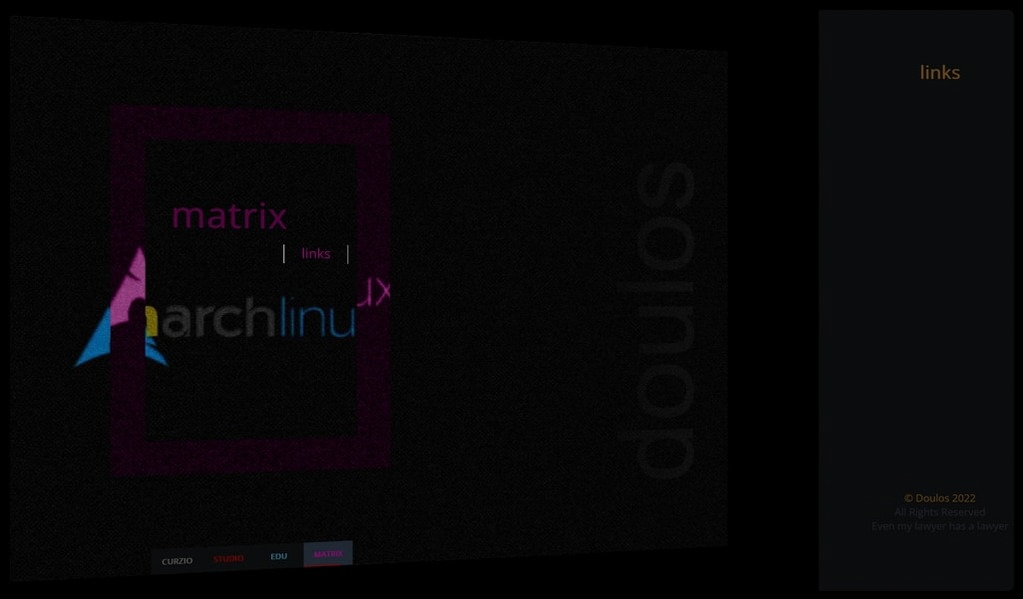 links
matrix
links
archlinux
doulos
CURZIO STUDIO EDU MATRIX
© Doulos 2022
All Rights Reserved
Even my lawyer has a lawyer